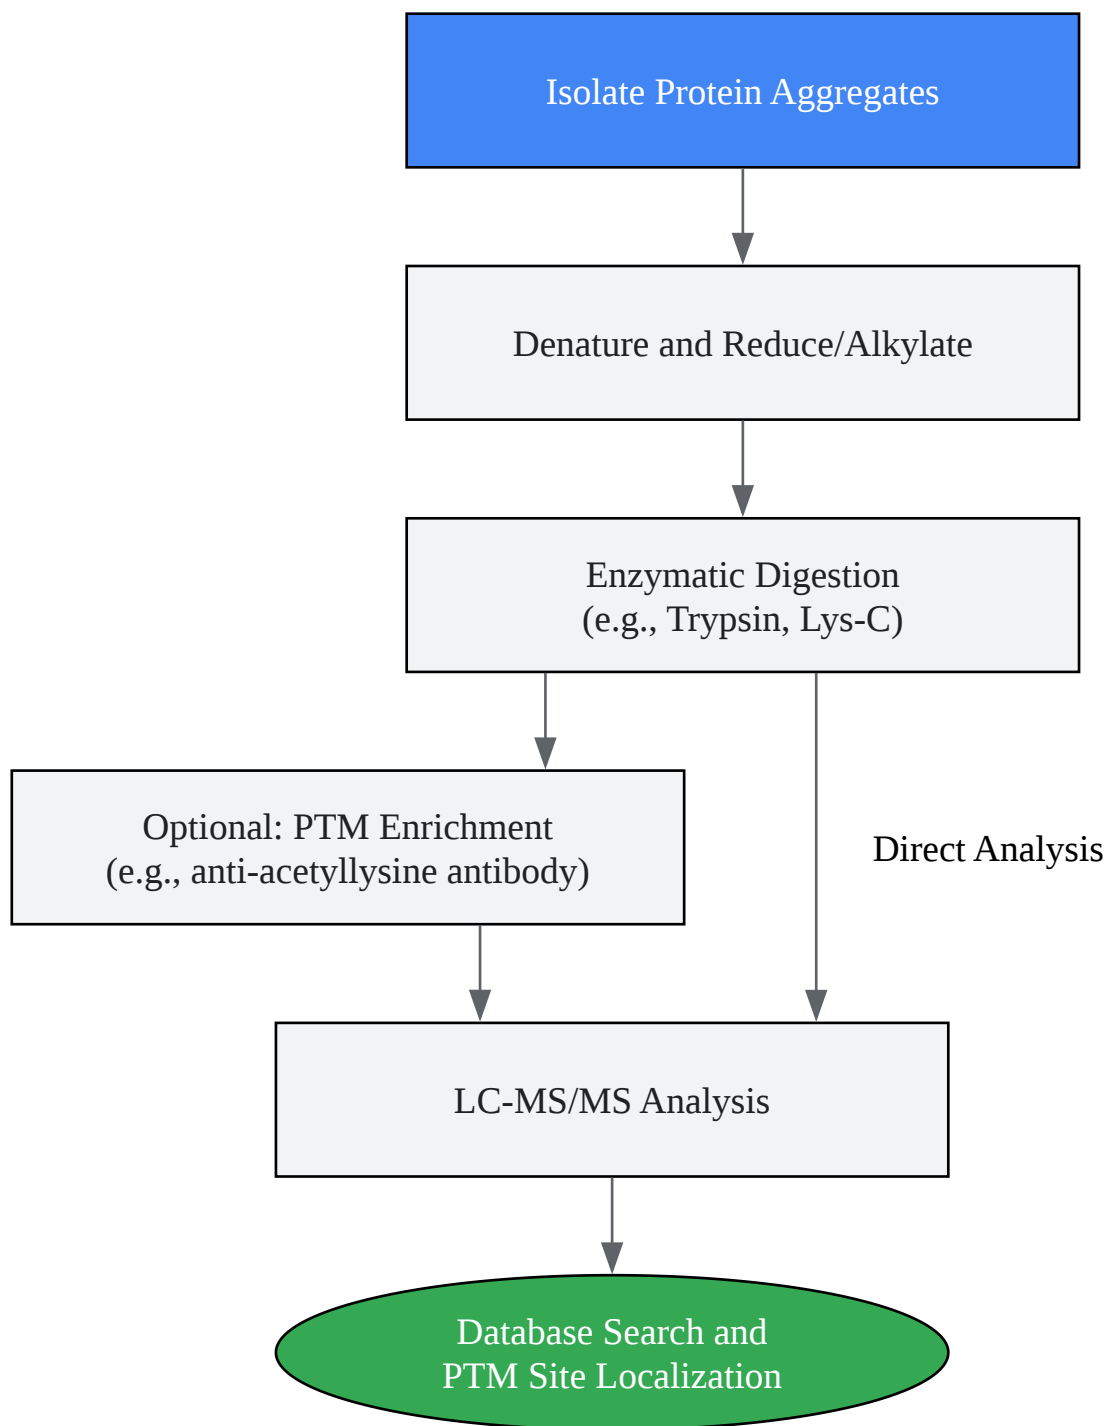 Isolate Protein Aggregates
Denature and Reduce/Alkylate
Enzymatic Digestion
(e.g., Trypsin, Lys-C)
Optional: PTM Enrichment
(e.g., anti-acetyllysine antibody)
Direct Analysis
LC-MS/MS Analysis
Database Search and
PTM Site Localization